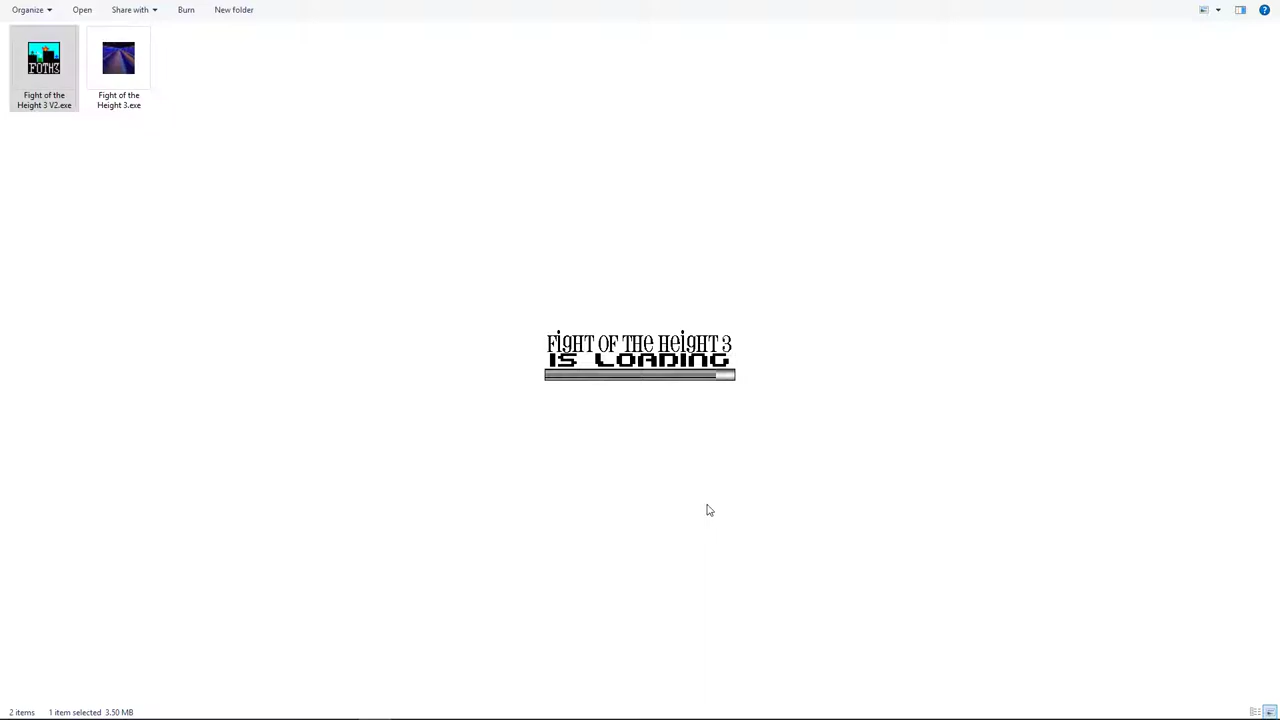 Organize Open Share with Burn New folder
FOTH3
Fight of the
Height 3 V2.exe
Fight of the
Height 3.exe
FigHT OF THe HeigHT 3
IS LOADING
2 items 1 item selected 3.50 MB